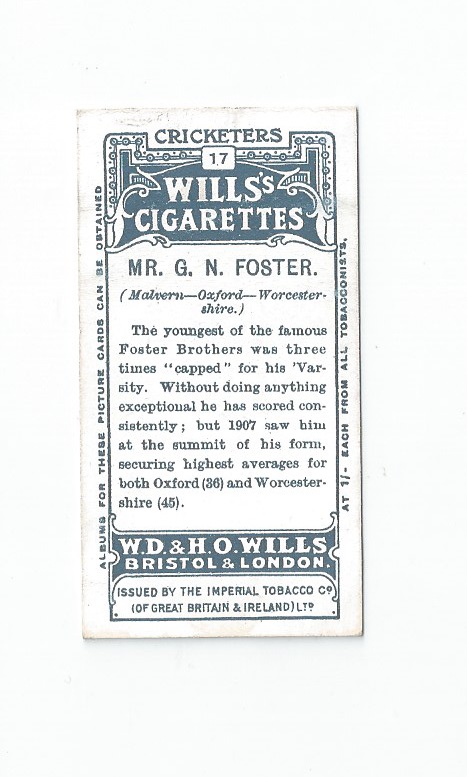 CRICKETERS
17
WILLS'S
CIGARETTES
MR. G. N. FOSTER.
(Malvern—Oxford—Worcester-
shire.)
The youngest of the famous
Foster Brothers was three
times "capped" for his 'Var-
sity. Without doing anything
exceptional he has scored con-
sistently; but 1907 saw him
at the summit of his form,
securing highest averages for
both Oxford (36) and Worcester-
shire (45).
W.D. & H.O. WILLS
BRISTOL & LONDON.
ISSUED BY THE IMPERIAL TOBACCO CO
(OF GREAT BRITAIN & IRELAND) LTD
ALBUMS FOR THESE PICTURE CARDS CAN BE OBTAINED
AT 1/- EACH FROM ALL TOBACCONISTS.